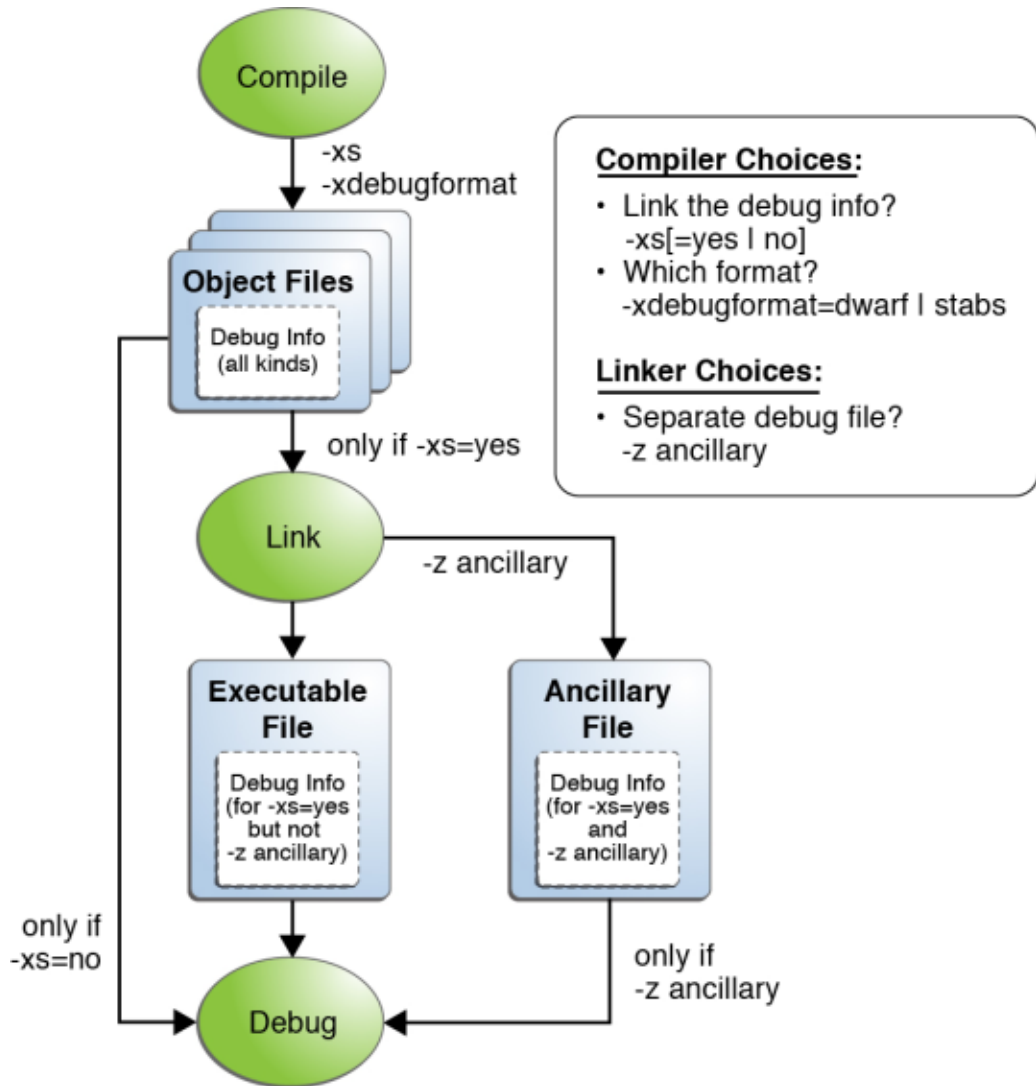 Compile
-xs
-xdebugformat
Object Files
Debug Info
(all kinds)
only if -xs=yes
Link
-z ancillary
Executable
File
Debug Info
(for -xs=yes
but not
-z ancillary)
Ancillary
File
Debug Info
(for -xs=yes
and
-z ancillary)
only if
-xs=no
only if
-z ancillary
Debug
Compiler Choices:
• Link the debug info?
-xs[=yes | no]
• Which format?
-xdebugformat=dwarf | stabs
Linker Choices:
• Separate debug file?
-z ancillary